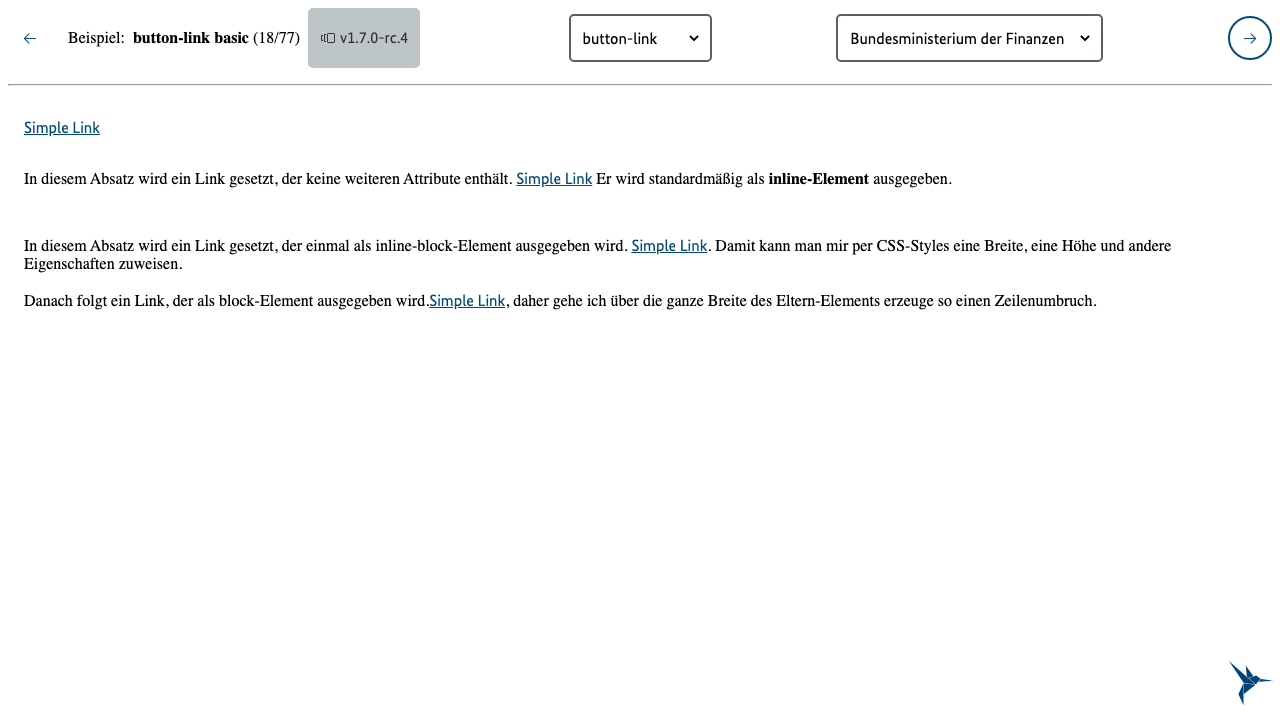 Beispiel: button-link basic (18/77) v1.7.0-rc.4 button-link Bundesministerium der Finanzen
Simple Link
In diesem Absatz wird ein Link gesetzt, der keine weiteren Attribute enthält. Simple Link Er wird standardmäßig als inline-Element ausgegeben.
In diesem Absatz wird ein Link gesetzt, der einmal als inline-block-Element ausgegeben wird. Simple Link. Damit kann man mir per CSS-Styles eine Breite, eine Höhe und andere
Eigenschaften zuweisen.
Danach folgt ein Link, der als block-Element ausgegeben wird.Simple Link, daher gehe ich über die ganze Breite des Eltern-Elements erzeuge so einen Zeilenumbruch.